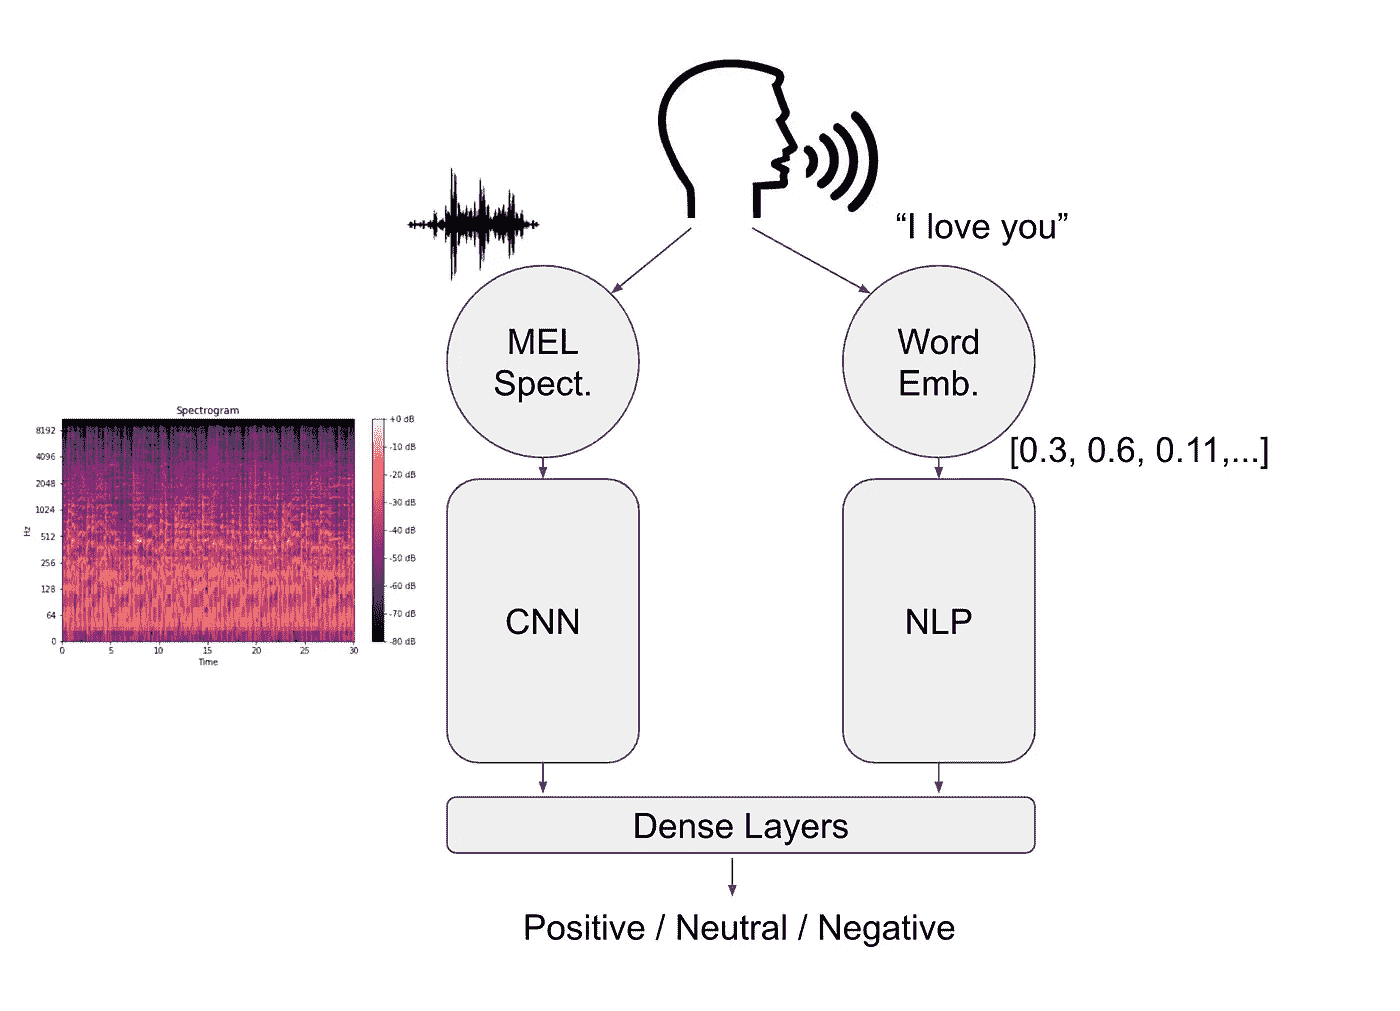 “I love you”
MEL
Spect.
Word
Emb.
[0.3, 0.6, 0.11,...]
Spectrogram
+0 dB
-10 dB
-20 dB
-30 dB
-40 dB
-50 dB
-60 dB
-70 dB
-80 dB
8192
4096
2048
1024
512
256
128
64
0
Hz
0 5 10 15 20 25 30
Time
CNN
NLP
Dense Layers
Positive / Neutral / Negative